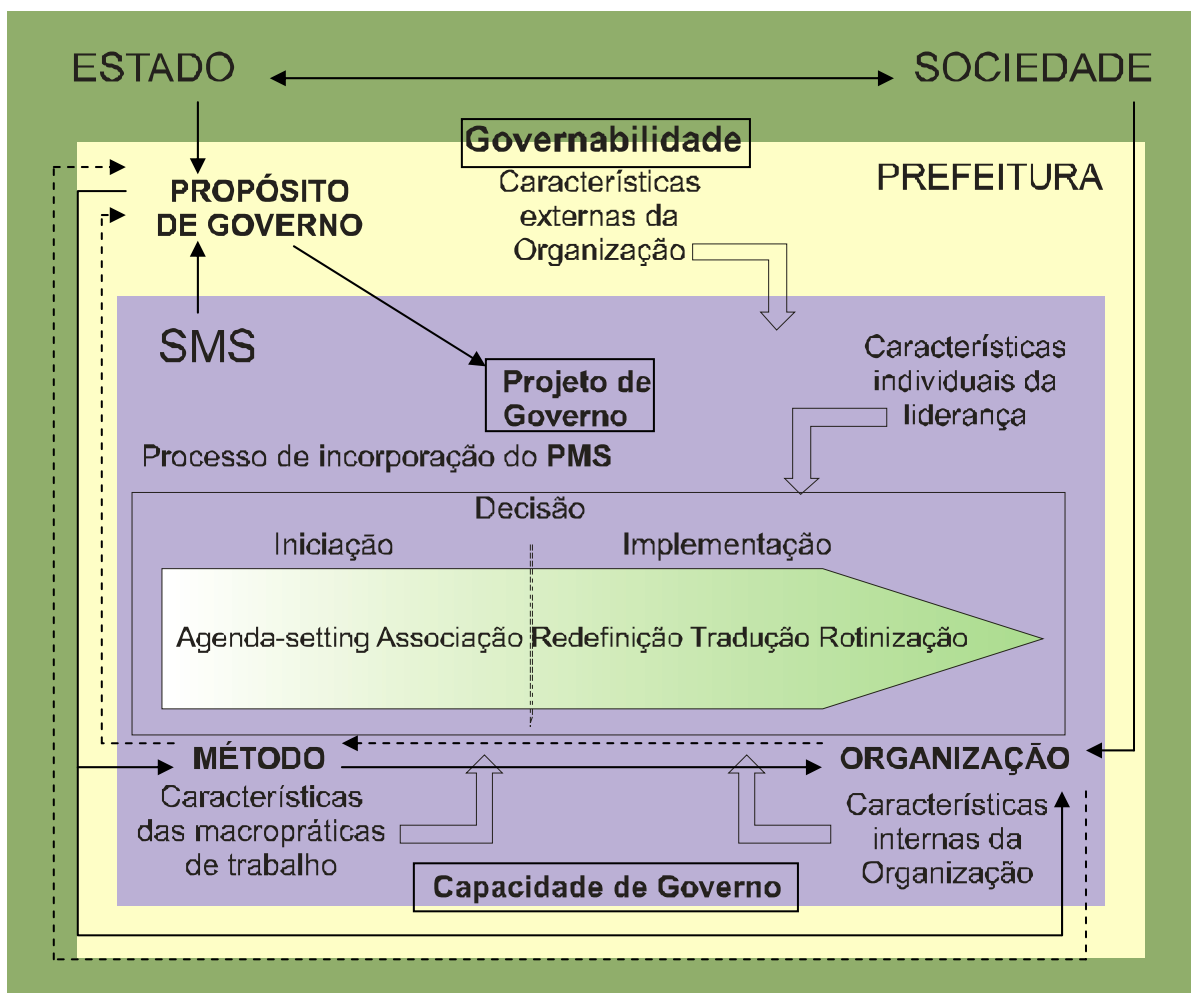 ESTADO
SOCIEDADE
Governabilidade
Características
externas da
Organização
PREFEITURA
PROPÓSITO
DE GOVERNO
SMS
Características
individuais da
liderança
Projeto de
Governo
Processo de incorporação do PMS
Decisão
Iniciação
Implementação
Agenda-setting Associação Redefinição Tradução Rotinização
MÉTODO
ORGANIZAÇÃO
Características
das macropráticas
de trabalho
Características
internas da
Organização
Capacidade de Governo